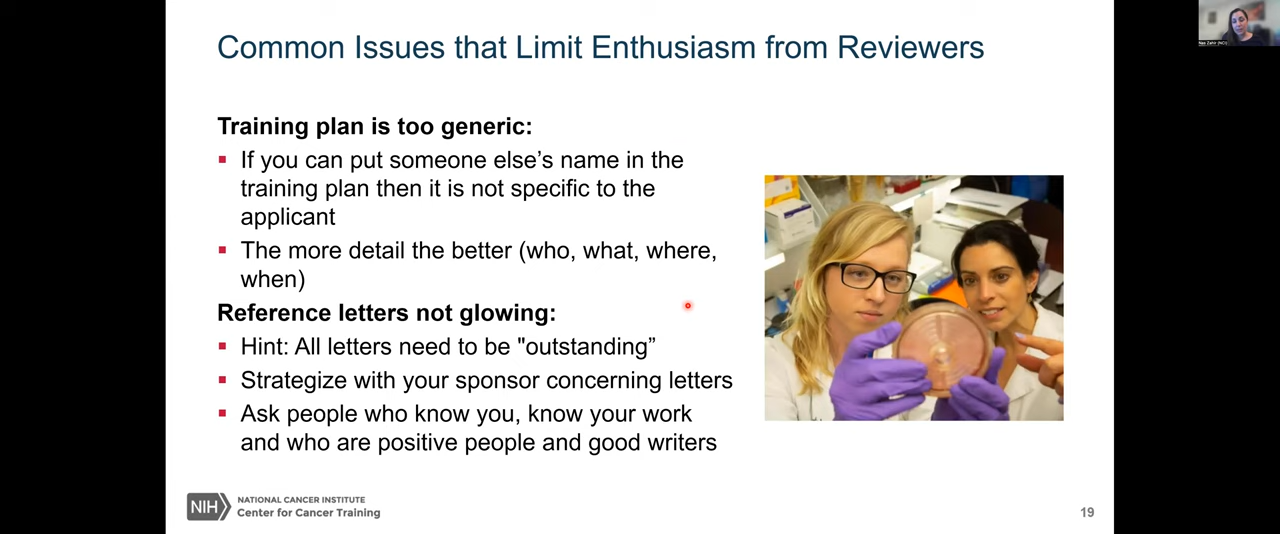 Common Issues that Limit Enthusiasm from Reviewers
Training plan is too generic:
▪ If you can put someone else’s name in the
training plan then it is not specific to the
applicant
▪ The more detail the better (who, what, where,
when)
Reference letters not glowing:
▪ Hint: All letters need to be "outstanding”
▪ Strategize with your sponsor concerning letters
▪ Ask people who know you, know your work
and who are positive people and good writers
NIH
NATIONAL CANCER INSTITUTE
Center for Cancer Training
19